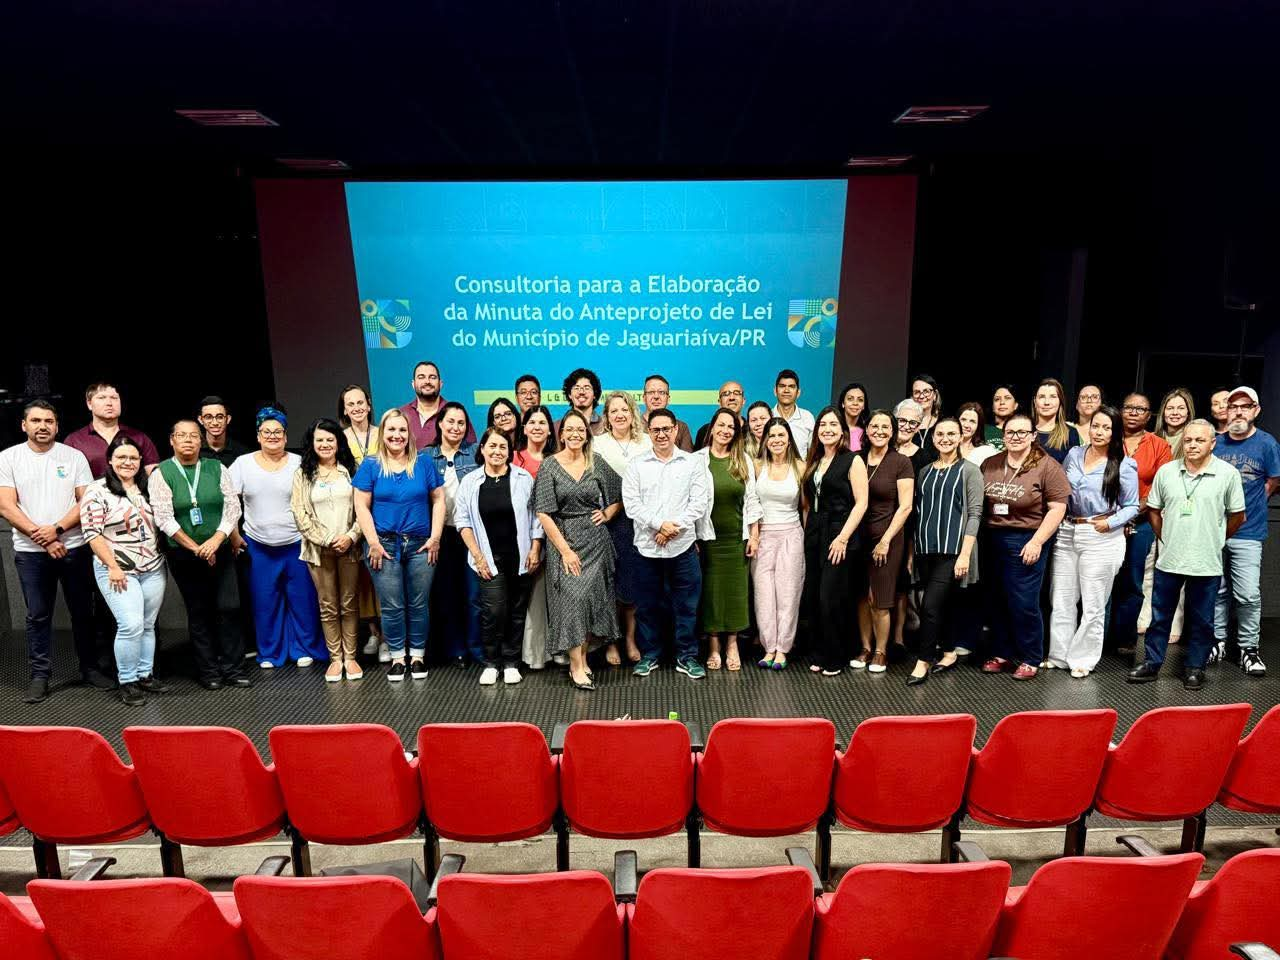 Consultoria para a Elaboração
da Minuta do Anteprojeto de Lei
do Município de Jaguariaíva/PR